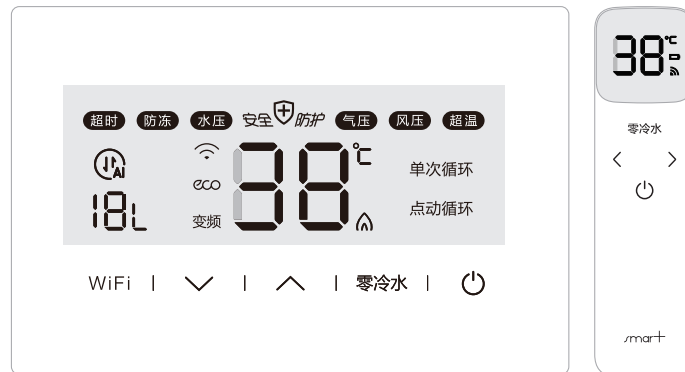 超时 防冻 水压 安全 防护 气压 风压 超温
AI
18L
eco
变频
38℃
单次循环
点动循环
WiFi | | | 零冷水 |
38℃
零冷水
smart